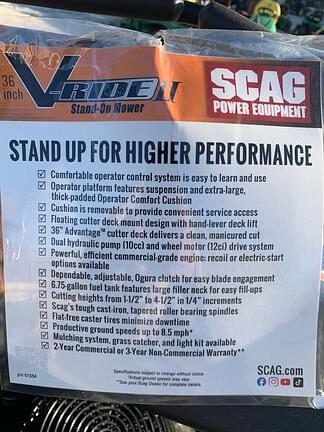 36
inch
V-RIDE II
Stand-On Mower
SCAG
POWER EQUIPMENT
STAND UP FOR HIGHER PERFORMANCE
Comfortable operator control system is easy to learn and use
Operator platform features suspension and extra-large,
thick-padded Operator Comfort Cushion
Cushion is removable to provide convenient service access
Floating cutter deck mount design with hand-lever deck lift
36" Advantage™ cutter deck delivers a clean, manicured cut
Dual hydraulic pump (10cc) and wheel motor (12ci) drive system
Powerful, efficient commercial-grade engine: recoil or electric-start
options available
Dependable, adjustable, Ogura clutch for easy blade engagement
6.75-gallon fuel tank features large filler neck for easy fill-ups
Cutting heights from 1-1/2" to 4-1/2" in 1/4" increments
Scag's tough cast-iron, tapered roller bearing spindles
Flat-free caster tires minimize downtime
Productive ground speeds up to 8.5 mph*
Mulching system, grass catcher, and light kit available
2-Year Commercial or 3-Year Non-Commercial Warranty**
Specifications subject to change without notice
*Actual ground speeds may vary.
**See your Scag Dealer for complete details.
SCAG.com
p/n 01554